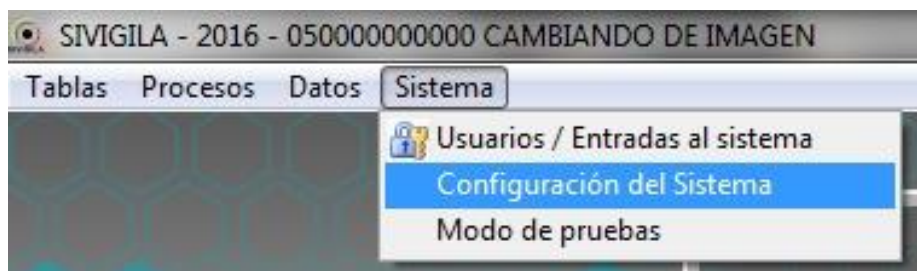 SIVIGILA - 2016 - 050000000000 CAMBIANDO DE IMAGEN
Tablas Procesos Datos Sistema
Usuarios / Entradas al sistema
Configuración del Sistema
Modo de pruebas